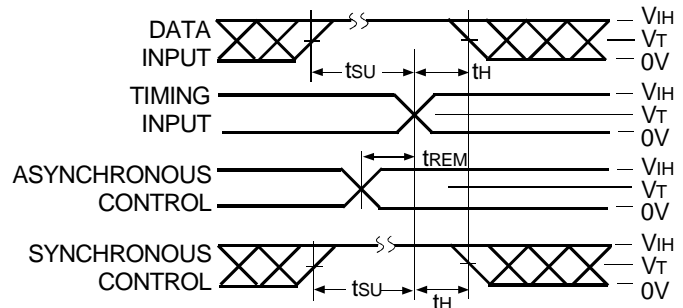 DATA
INPUT
tSU
tH
VIH
VT
0V
TIMING
INPUT
VIH
VT
0V
tREM
ASYNCHRONOUS
CONTROL
VIH
VT
0V
SYNCHRONOUS
CONTROL
tSU
tH
VIH
VT
0V